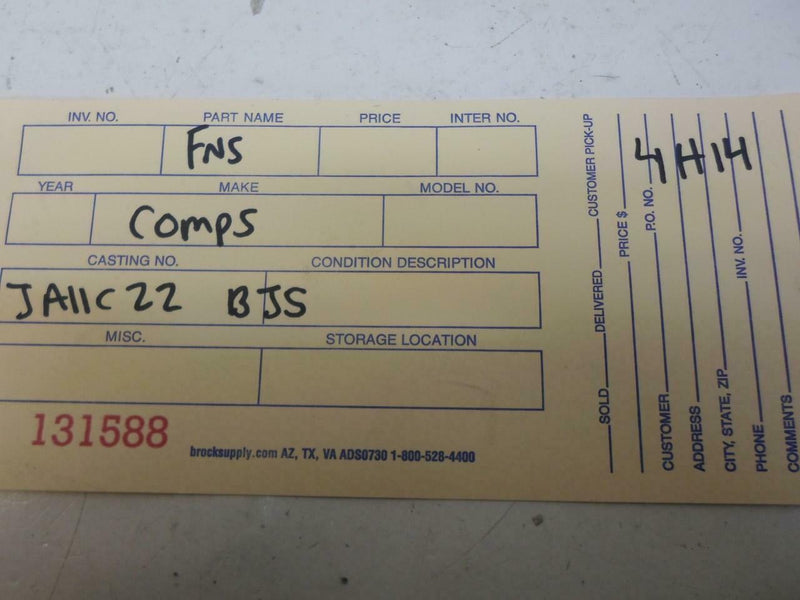 INV. NO. PART NAME PRICE INTER NO.
FNS
YEAR MAKE MODEL NO.
Comps
CASTING NO. CONDITION DESCRIPTION
JA11C22 BJS
MISC. STORAGE LOCATION
131588
brocksupply.com AZ, TX, VA ADS0730 1-800-528-4400
SOLD DELIVERED CUSTOMER PICK-UP
PRICE $
P.O. NO.
4H14
CUSTOMER
ADDRESS
CITY, STATE, ZIP
INV. NO.
PHONE
COMMENTS